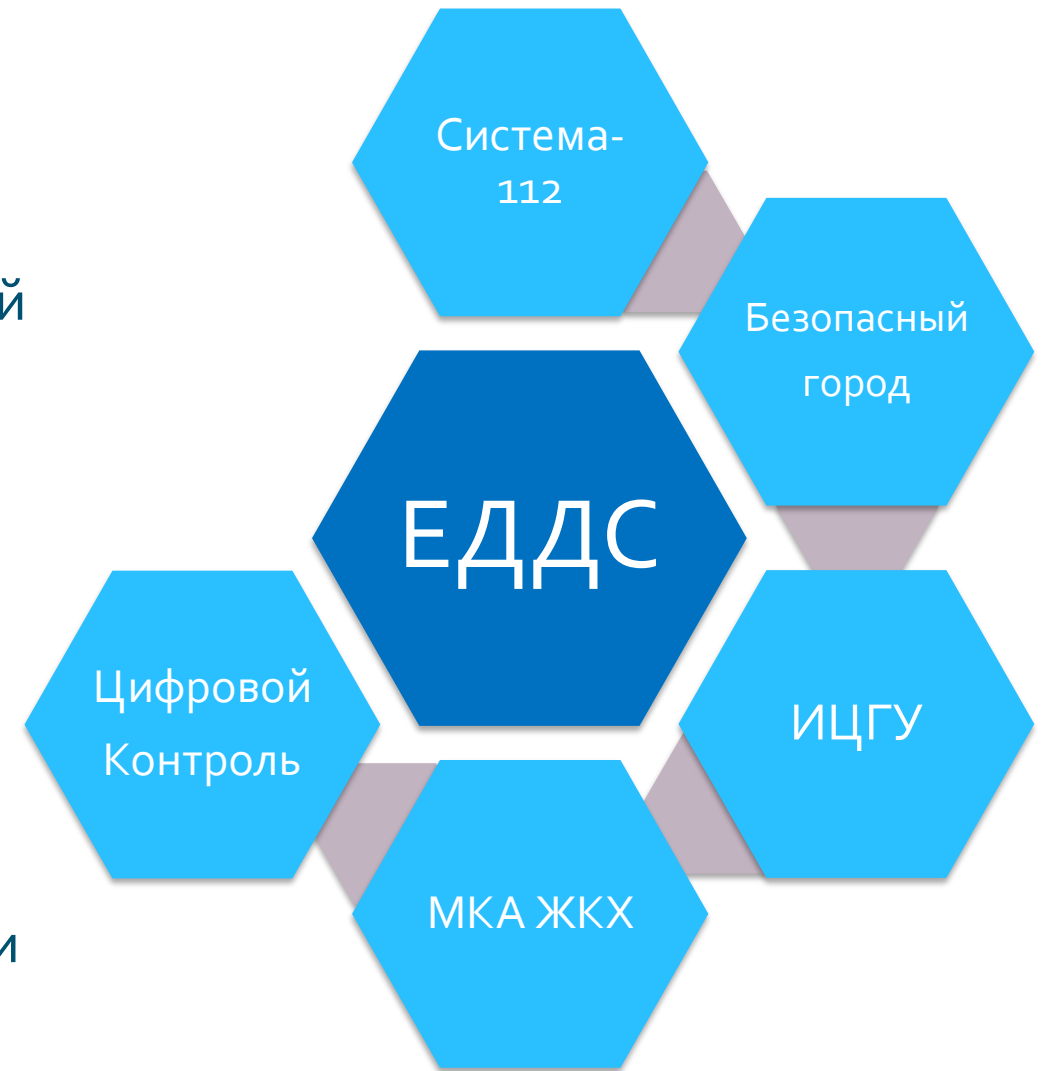 Система-
112
Безопасный
город
ЕДДС
Цифровой
Контроль
ИЦГУ
МКА ЖКХ